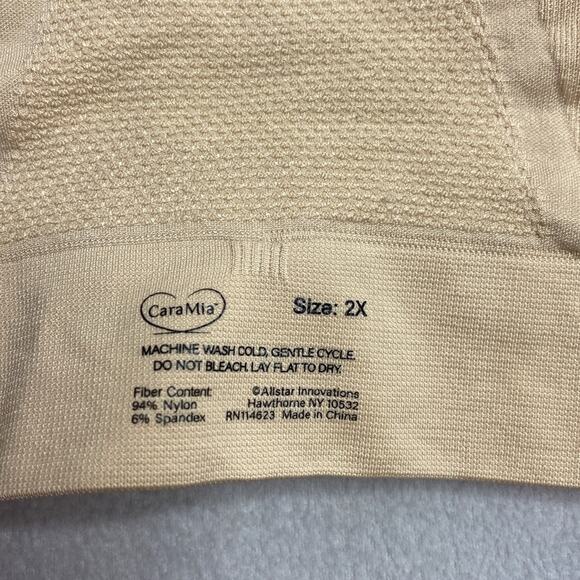 CaraMia™
Size: 2X
MACHINE WASH COLD, GENTLE CYCLE.
DO NOT BLEACH. LAY FLAT TO DRY.
Fiber Content:
94% Nylon
6% Spandex
©Allstar Innovations
Hawthorne NY 10532
RN114623 Made in China